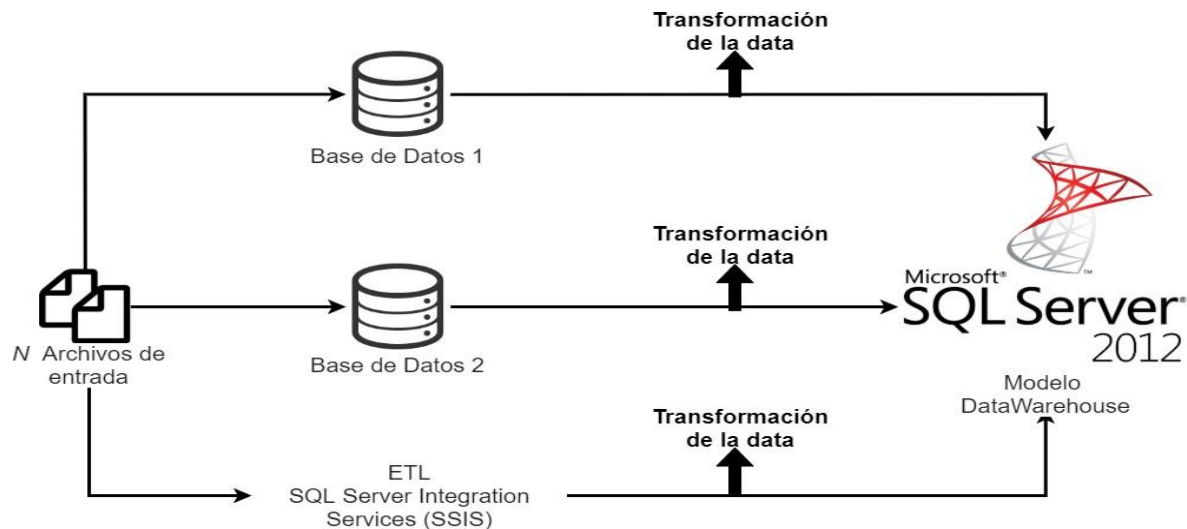 Transformación
de la data
Base de Datos 1
Transformación
de la data
Microsoft®
SQL Server®
2012
™
N Archivos de
entrada
Base de Datos 2
Modelo
DataWarehouse
Transformación
de la data
ETL
SQL Server Integration
Services (SSIS)